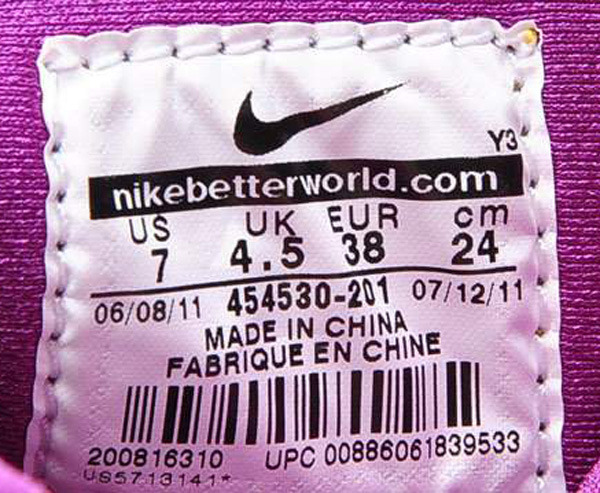 Y3
nikebetterworld.com
US UK EUR cm
7 4.5 38 24
06/08/11 454530-201 07/12/11
MADE IN CHINA
FABRIQUE EN CHINE
200816310 UPC 00886061839533
US5713141*